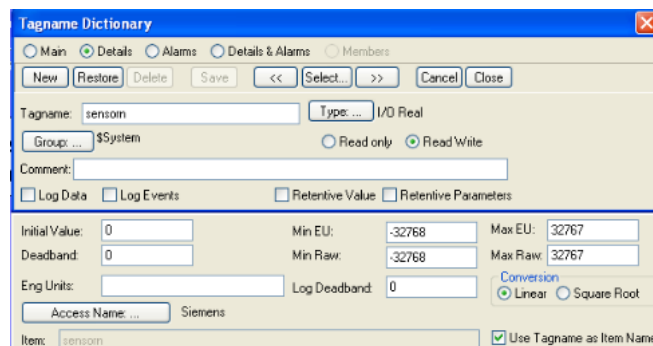 Tagname Dictionary
Main Details Alarms Details & Alarms Members
New Restore Delete Save << Select... >> Cancel Close
Tagname: sensorn Type: ... I/O Real
Group: ... $System Read only Read Write
Comment:
Log Data Log Events Retentive Value Retentive Parameters
Initial Value: 0 Min EU: -32768 Max EU: 32767
Deadband: 0 Min Raw: -32768 Max Raw: 32767
Eng Units: Log Deadband: 0 Conversion
Linear Square Root
Access Name: ... Siemens
Item: sensorn Use Tagname as Item Name